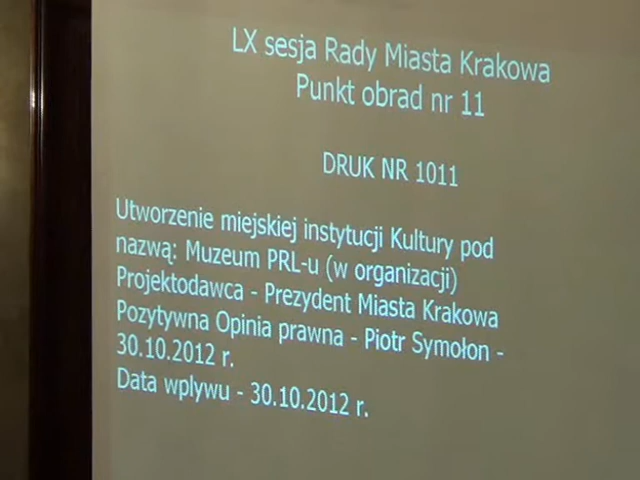 LX sesja Rady Miasta Krakowa
Punkt obrad nr 11
DRUK NR 1011
Utworzenie miejskiej instytucji Kultury pod
nazwą: Muzeum PRL-u (w organizacji)
Projektodawca - Prezydent Miasta Krakowa
Pozytywna Opinia prawna - Piotr Symołon -
30.10.2012 r.
Data wplywu - 30.10.2012 r.